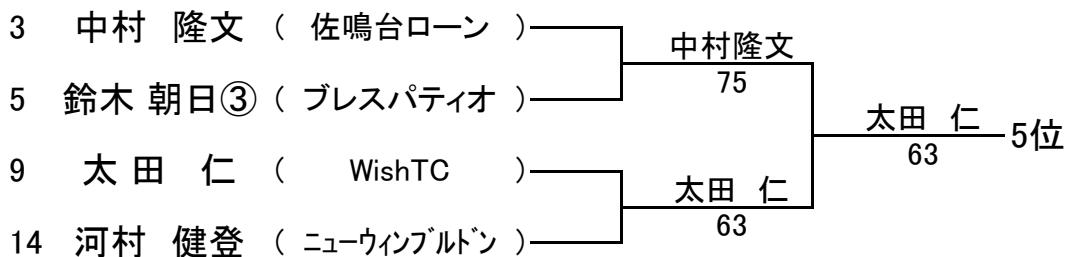 3 中村 隆文 ( 佐鳴台ローン )
中村隆文
75
5 鈴木 朝日③ ( ブレスパティオ )
太田 仁
63
5位
9 太田 仁 ( WishTC )
太田 仁
63
14 河村 健登 ( ニューウィンブルドン )